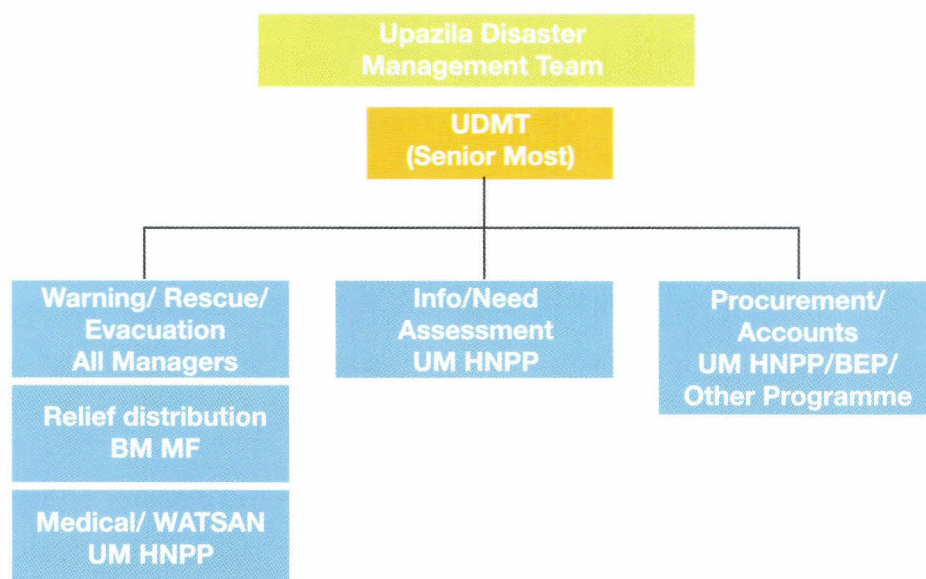 Upazila Disaster
Management Team
UDMT
(Senior Most)
Warning/ Rescue/
Evacuation
All Managers
Info/Need
Assessment
UM HNPP
Procurement/
Accounts
UM HNPP/BEP/
Other Programme
Relief distribution
BM MF
Medical/ WATSAN
UM HNPP